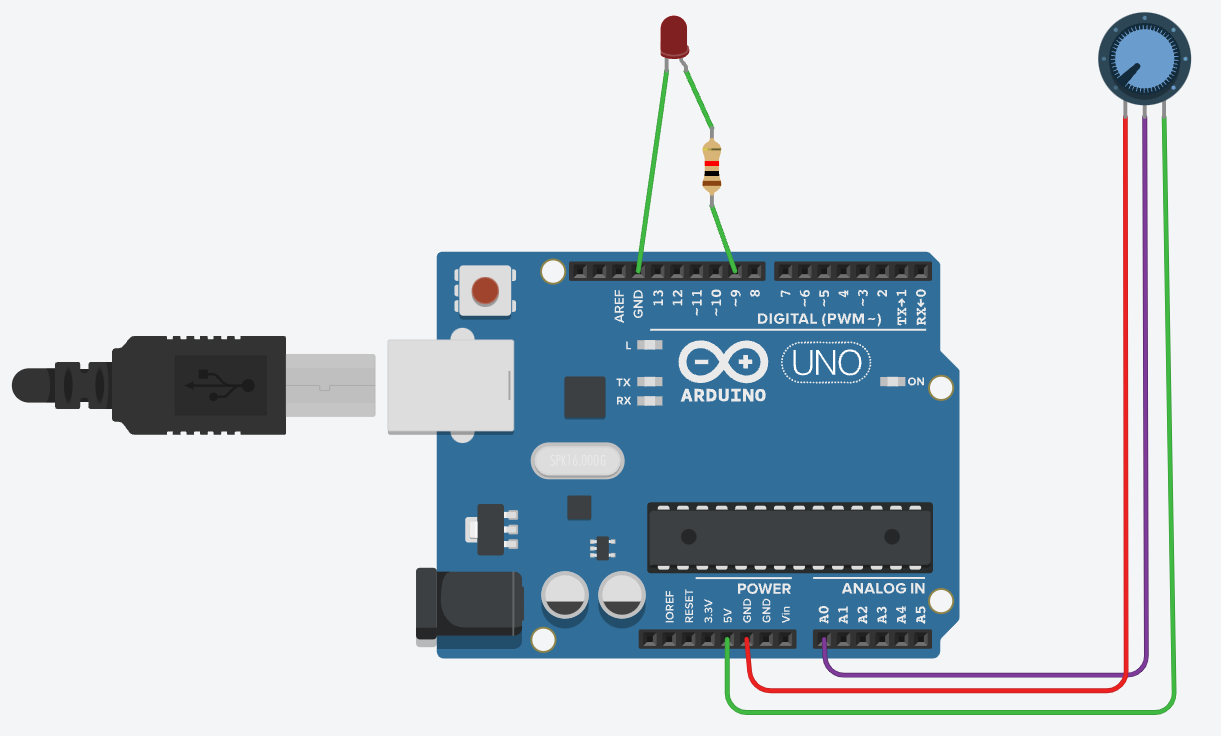 AREF
GND
13
12
~11
~10
~9
8
7
~6
~5
4
~3
2
TX→1
RX←0
DIGITAL (PWM~)
L
TX
RX
ARDUINO
UNO
ON
SPK16.000G
POWER
ANALOG IN
IOREF
RESET
3.3V
5V
GND
GND
Vin
A0
A1
A2
A3
A4
A5